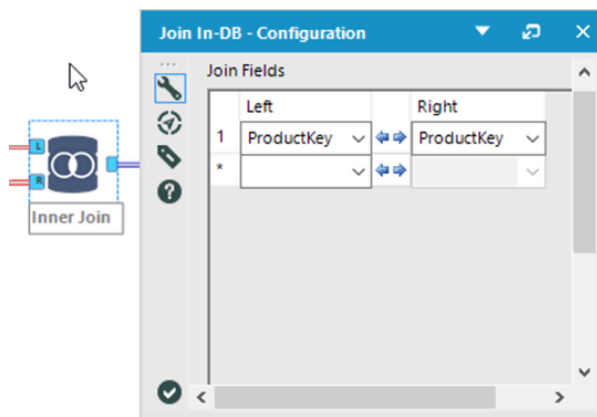 Join In-DB - Configuration
Join Fields
Left Right
1 ProductKey ProductKey
*
L
R
Inner Join